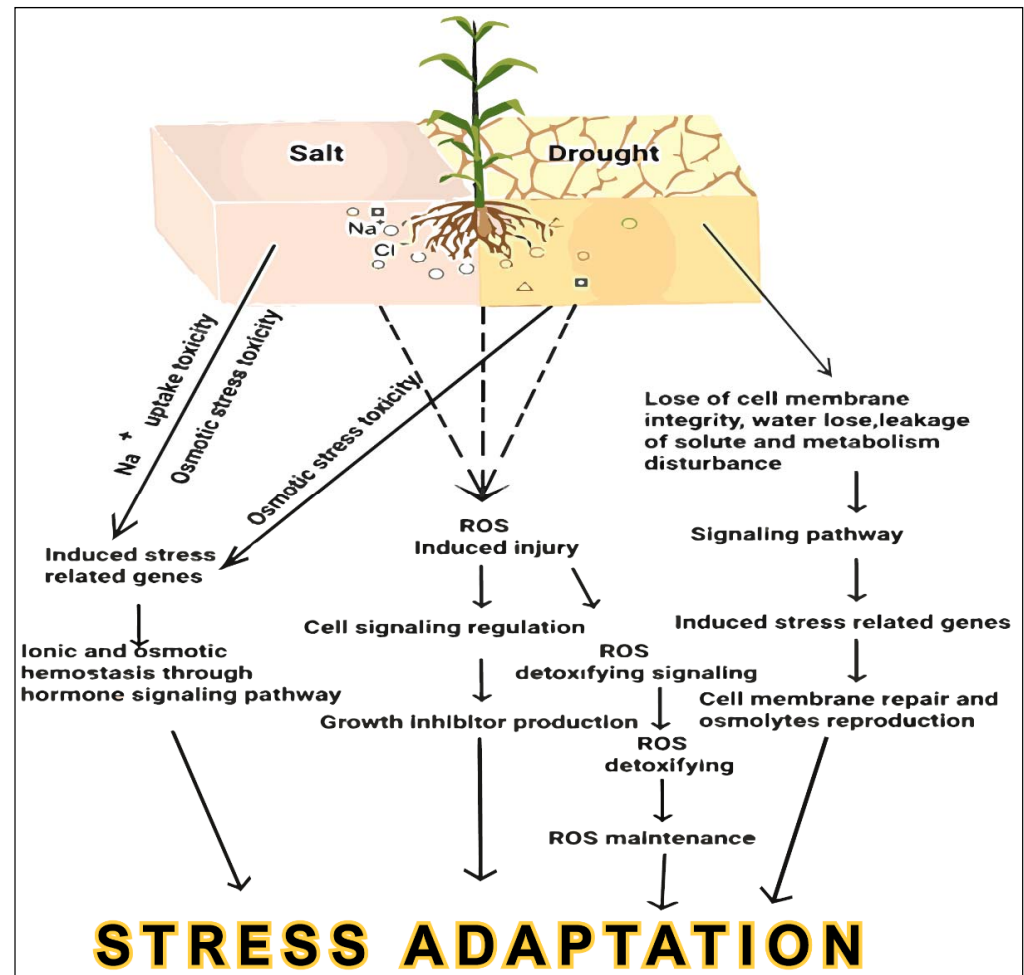 Salt
Drought
Na+
Cl
Na + uptake toxicity
Osmotic stress toxicity
Osmotic stress toxicity
Lose of cell membrane
integrity, water lose,leakage
of solute and metabolism
disturbance
Signaling pathway
Induced stress related genes
Cell membrane repair and
osmolytes reproduction
ROS
Induced injury
Cell signaling regulation
Growth inhibitor production
ROS
detoxifying signaling
ROS
detoxifying
ROS maintenance
Induced stress
related genes
Ionic and osmotic
hemostasis through
hormone signaling pathway
STRESS ADAPTATION